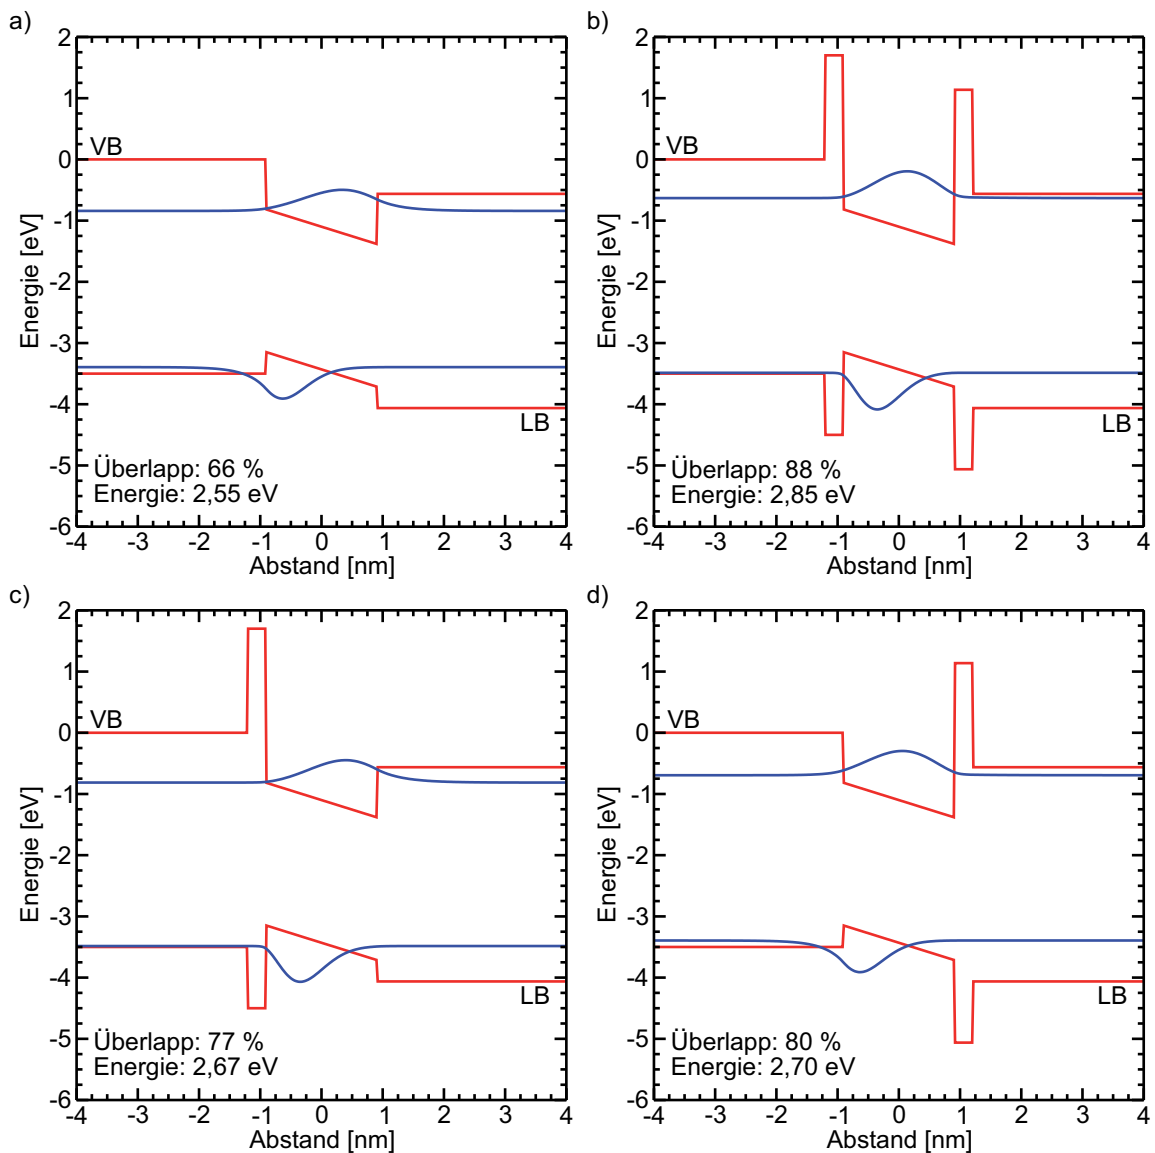 a)
2
1
0
-1
-2
-3
-4
-5
-6
Energie [eV]
VB
LB
Überlapp: 66 %
Energie: 2,55 eV
-4 -3 -2 -1 0 1 2 3 4
Abstand [nm]
b)
2
1
0
-1
-2
-3
-4
-5
-6
Energie [eV]
VB
LB
Überlapp: 88 %
Energie: 2,85 eV
-4 -3 -2 -1 0 1 2 3 4
Abstand [nm]
c)
2
1
0
-1
-2
-3
-4
-5
-6
Energie [eV]
VB
LB
Überlapp: 77 %
Energie: 2,67 eV
-4 -3 -2 -1 0 1 2 3 4
Abstand [nm]
d)
2
1
0
-1
-2
-3
-4
-5
-6
Energie [eV]
VB
LB
Überlapp: 80 %
Energie: 2,70 eV
-4 -3 -2 -1 0 1 2 3 4
Abstand [nm]